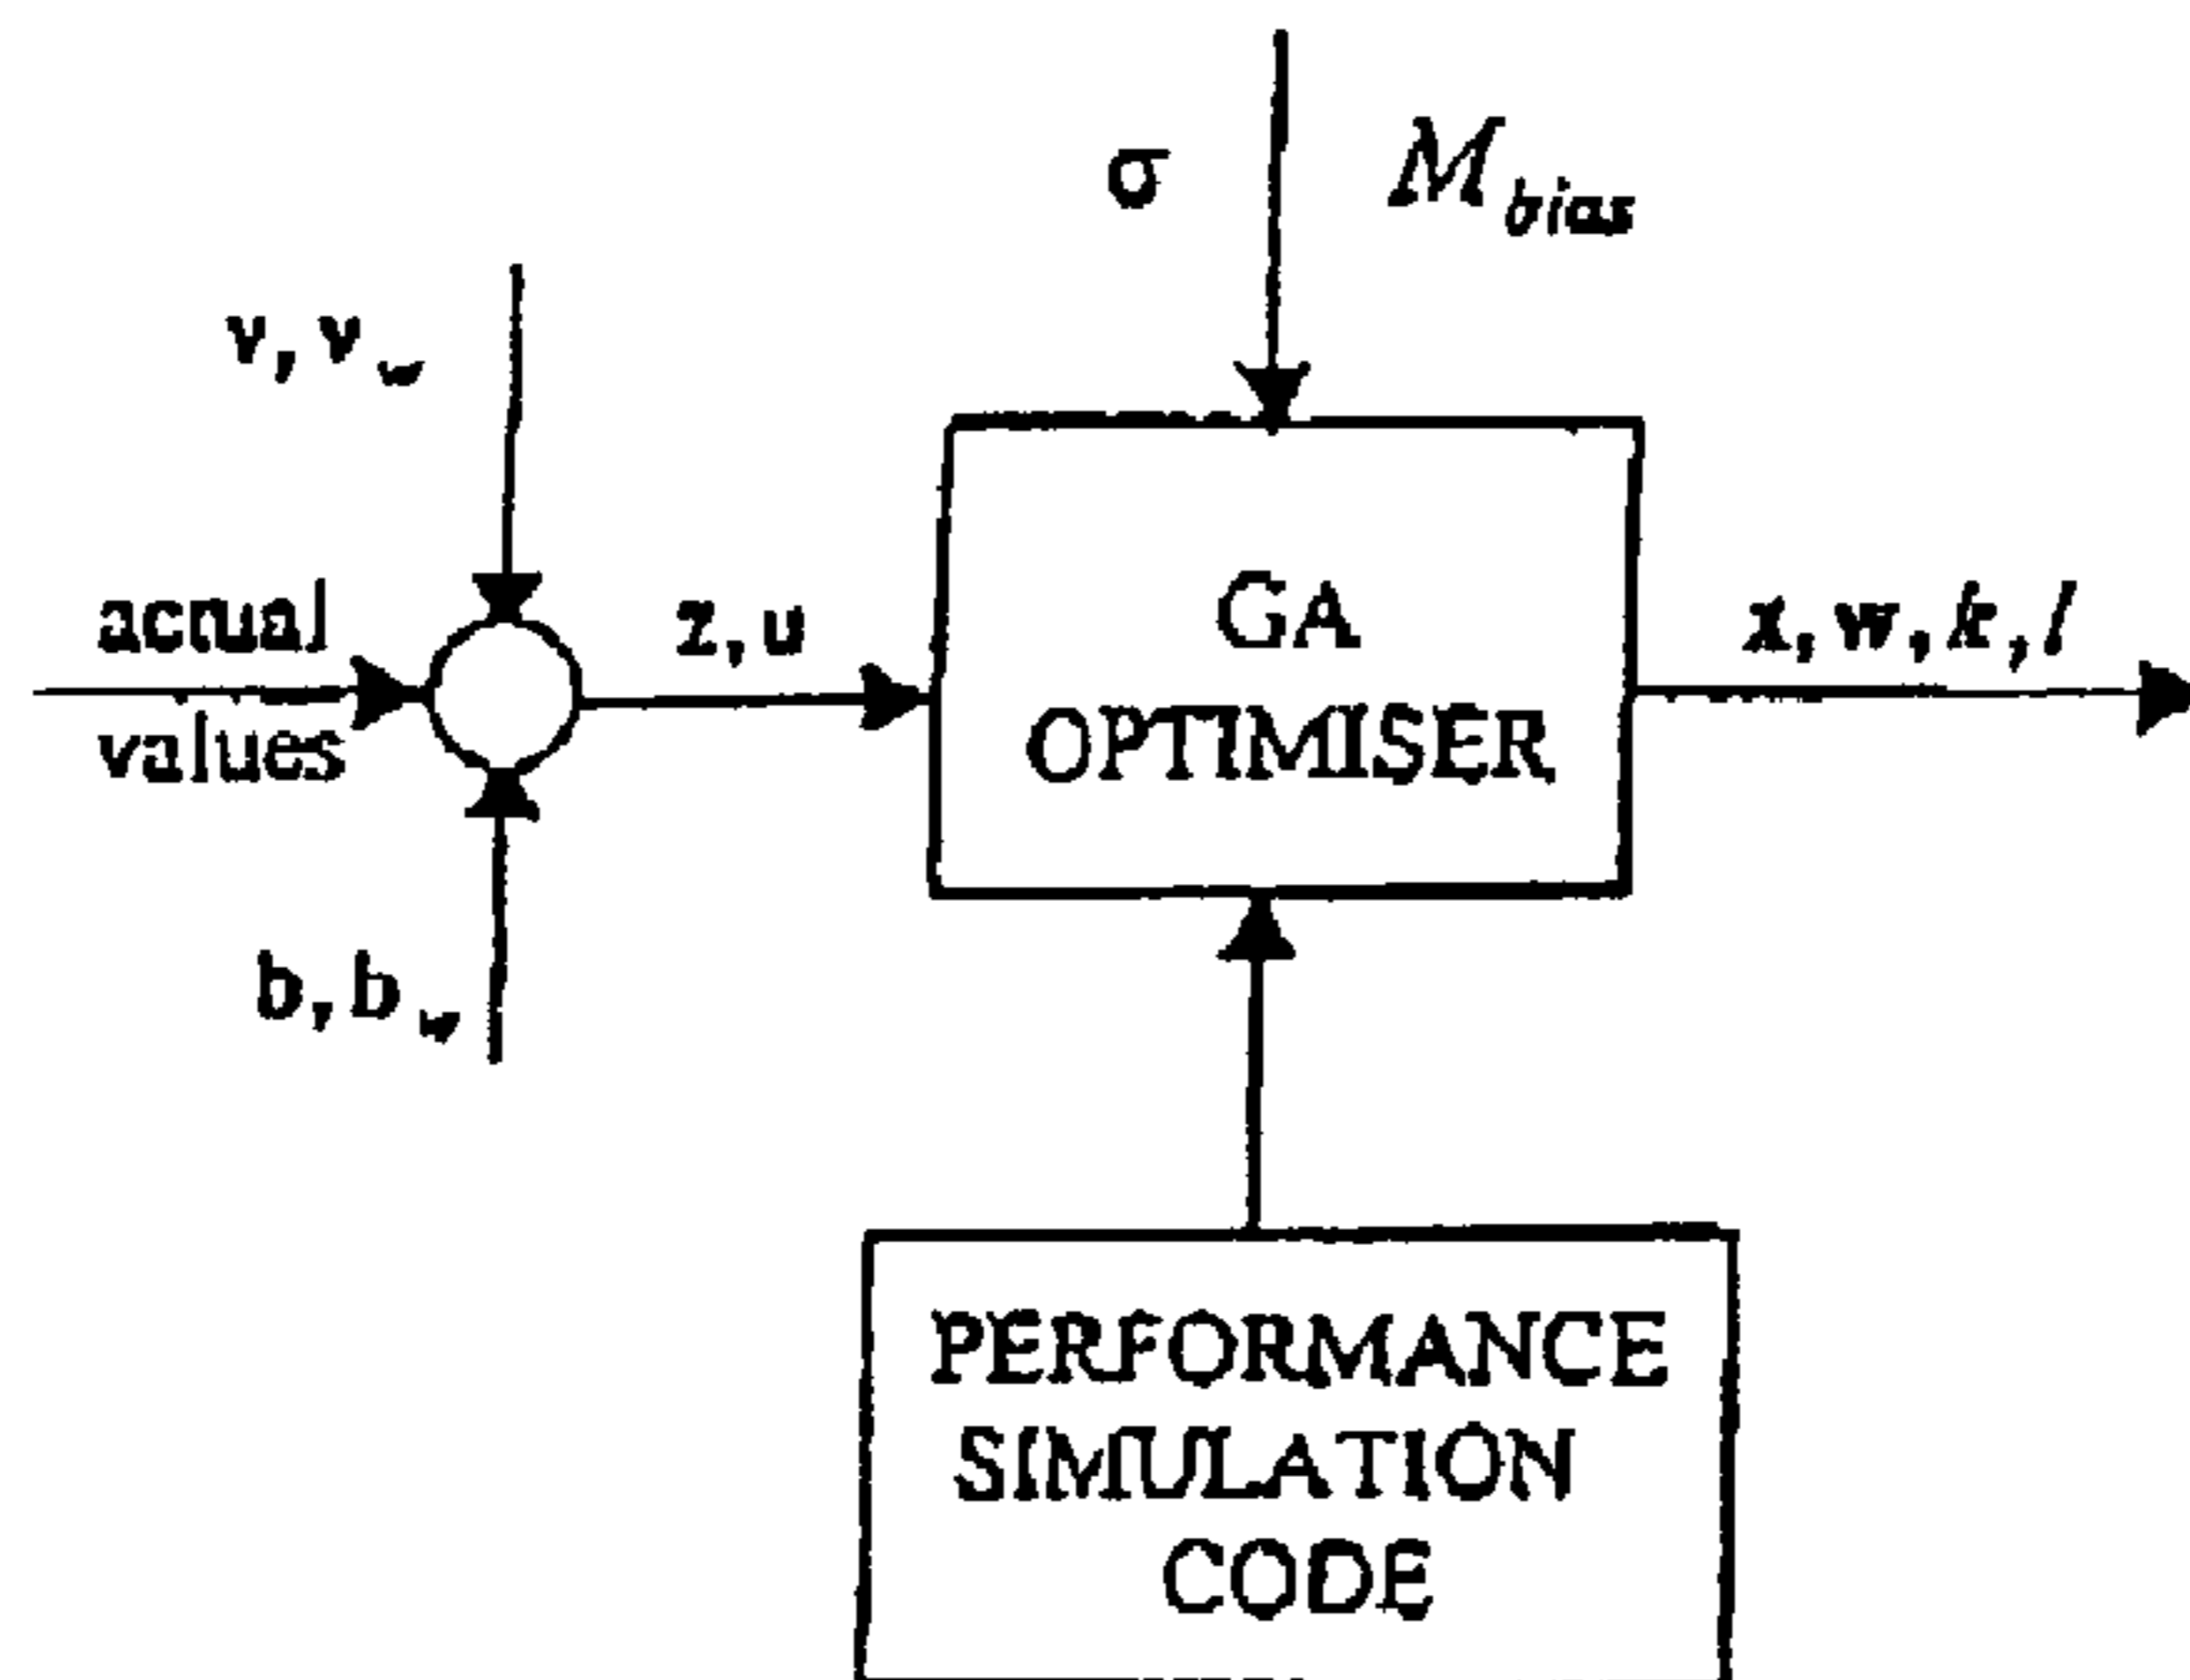 σ
M bias
v, v w
actual
values
z, u
GA
OPTIMISER
x, w, k, l
b, b w
PERFORMANCE
SIMULATION
CODE